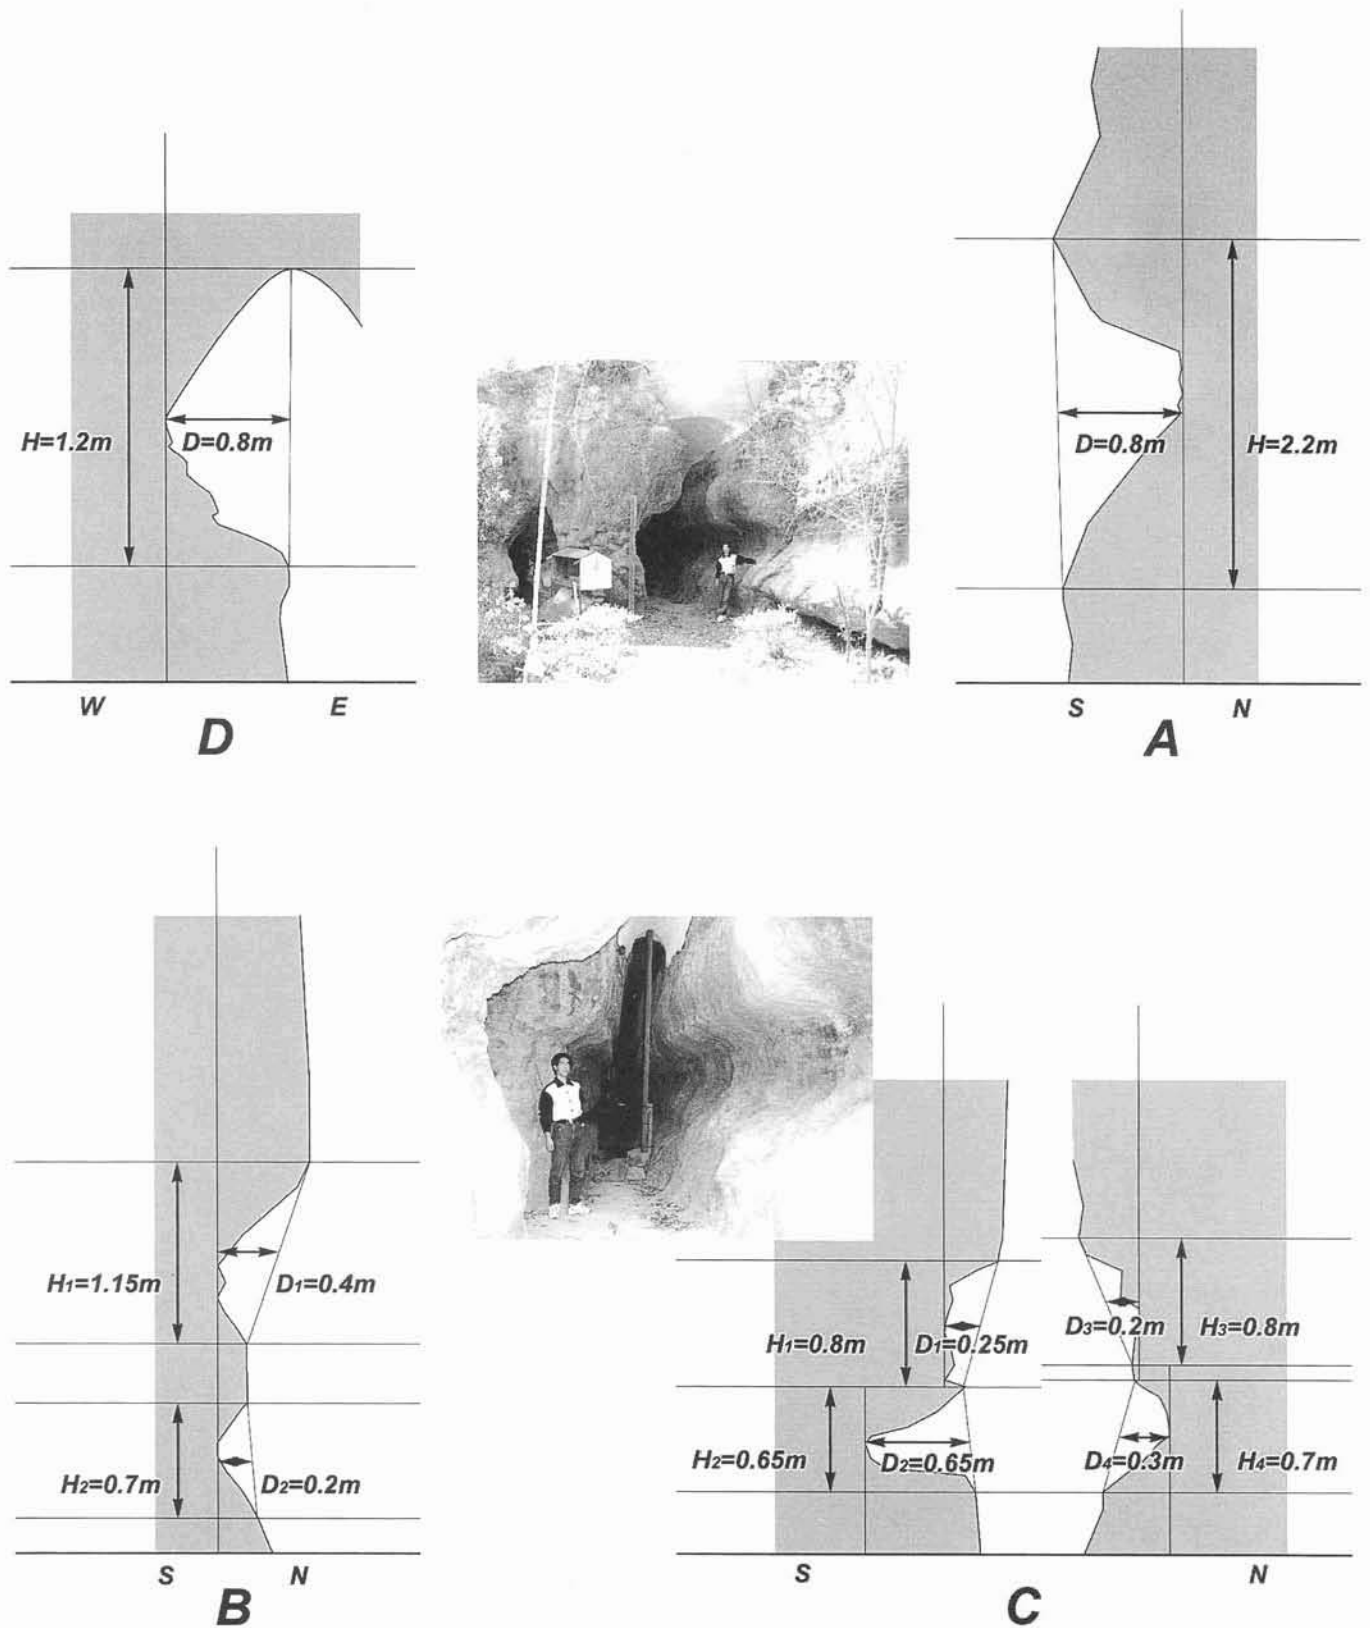 H=1.2m
D=0.8m
W E
D
D=0.8m
H=2.2m
S N
A
H1=1.15m
D1=0.4m
H2=0.7m
D2=0.2m
S N
B
H1=0.8m
D1=0.25m
D3=0.2m
H3=0.8m
H2=0.65m
D2=0.65m
D4=0.3m
H4=0.7m
S N
C